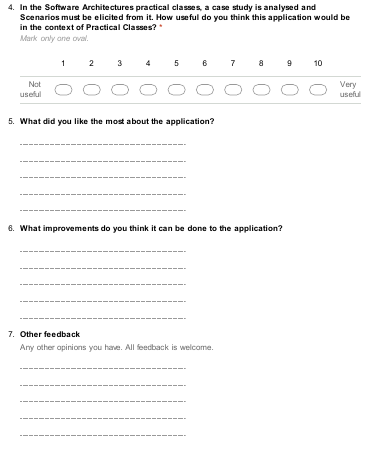 4. In the Software Architectures practical classes, a case study is analysed and
Scenarios must be elicited from it. How useful do you think this application would be
in the context of Practical Classes? *
Mark only one oval.
1 2 3 4 5 6 7 8 9 10
Not
useful
Very
useful
5. What did you like the most about the application?
6. What improvements do you think it can be done to the application?
7. Other feedback
Any other opinions you have. All feedback is welcome.